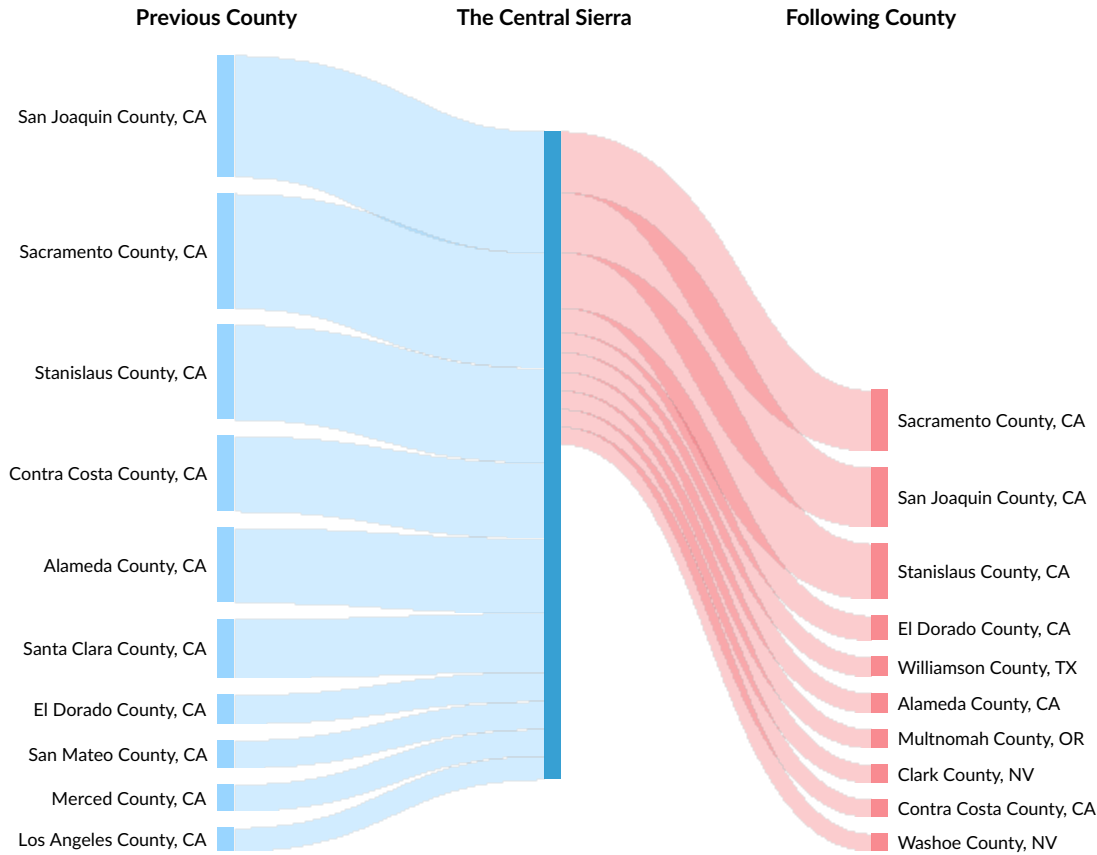 Previous County
The Central Sierra
Following County
San Joaquin County, CA
Sacramento County, CA
Stanislaus County, CA
Contra Costa County, CA
Alameda County, CA
Santa Clara County, CA
El Dorado County, CA
San Mateo County, CA
Merced County, CA
Los Angeles County, CA
Sacramento County, CA
San Joaquin County, CA
Stanislaus County, CA
El Dorado County, CA
Williamson County, TX
Alameda County, CA
Multnomah County, OR
Clark County, NV
Contra Costa County, CA
Washoe County, NV